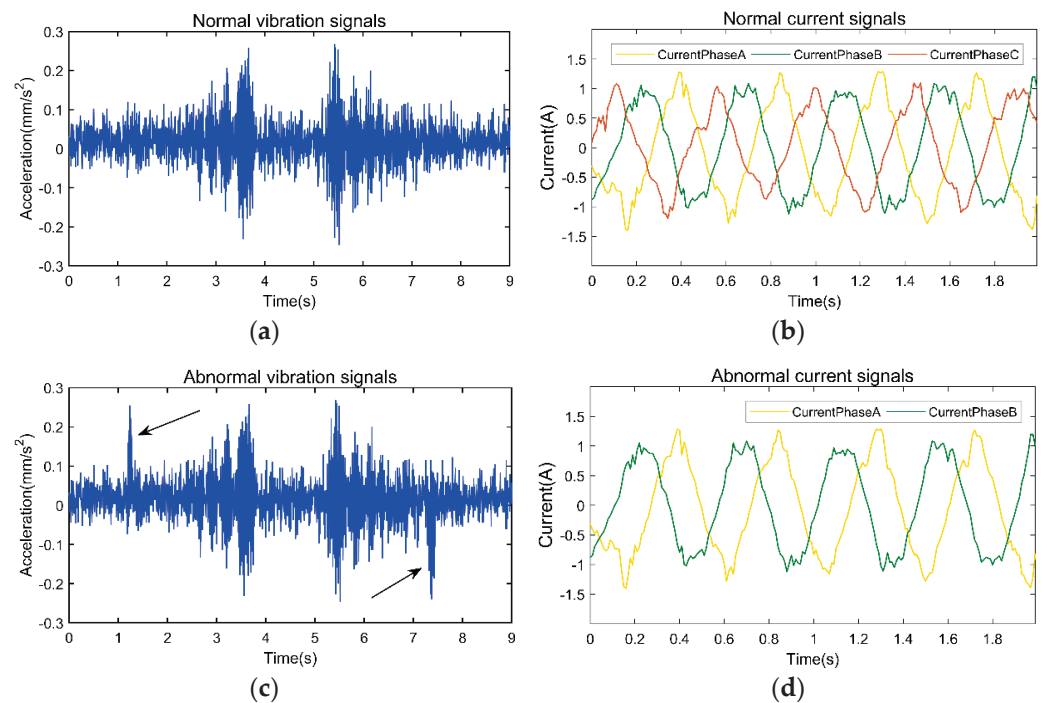 Normal vibration signals
Acceleration(mm/s²)
0.3
0.2
0.1
0
-0.1
-0.2
-0.3
0 1 2 3 4 5 6 7 8 9
Time(s)
(a)
Normal current signals
CurrentPhaseA CurrentPhaseB CurrentPhaseC
Current(A)
1.5
1
0.5
0
-0.5
-1
-1.5
0 0.2 0.4 0.6 0.8 1 1.2 1.4 1.6 1.8
Time(s)
(b)
Abnormal vibration signals
Acceleration(mm/s²)
0.3
0.2
0.1
0
-0.1
-0.2
-0.3
0 1 2 3 4 5 6 7 8 9
Time(s)
(c)
Abnormal current signals
CurrentPhaseA CurrentPhaseB
Current(A)
1.5
1
0.5
0
-0.5
-1
-1.5
0 0.2 0.4 0.6 0.8 1 1.2 1.4 1.6 1.8
Time(s)
(d)